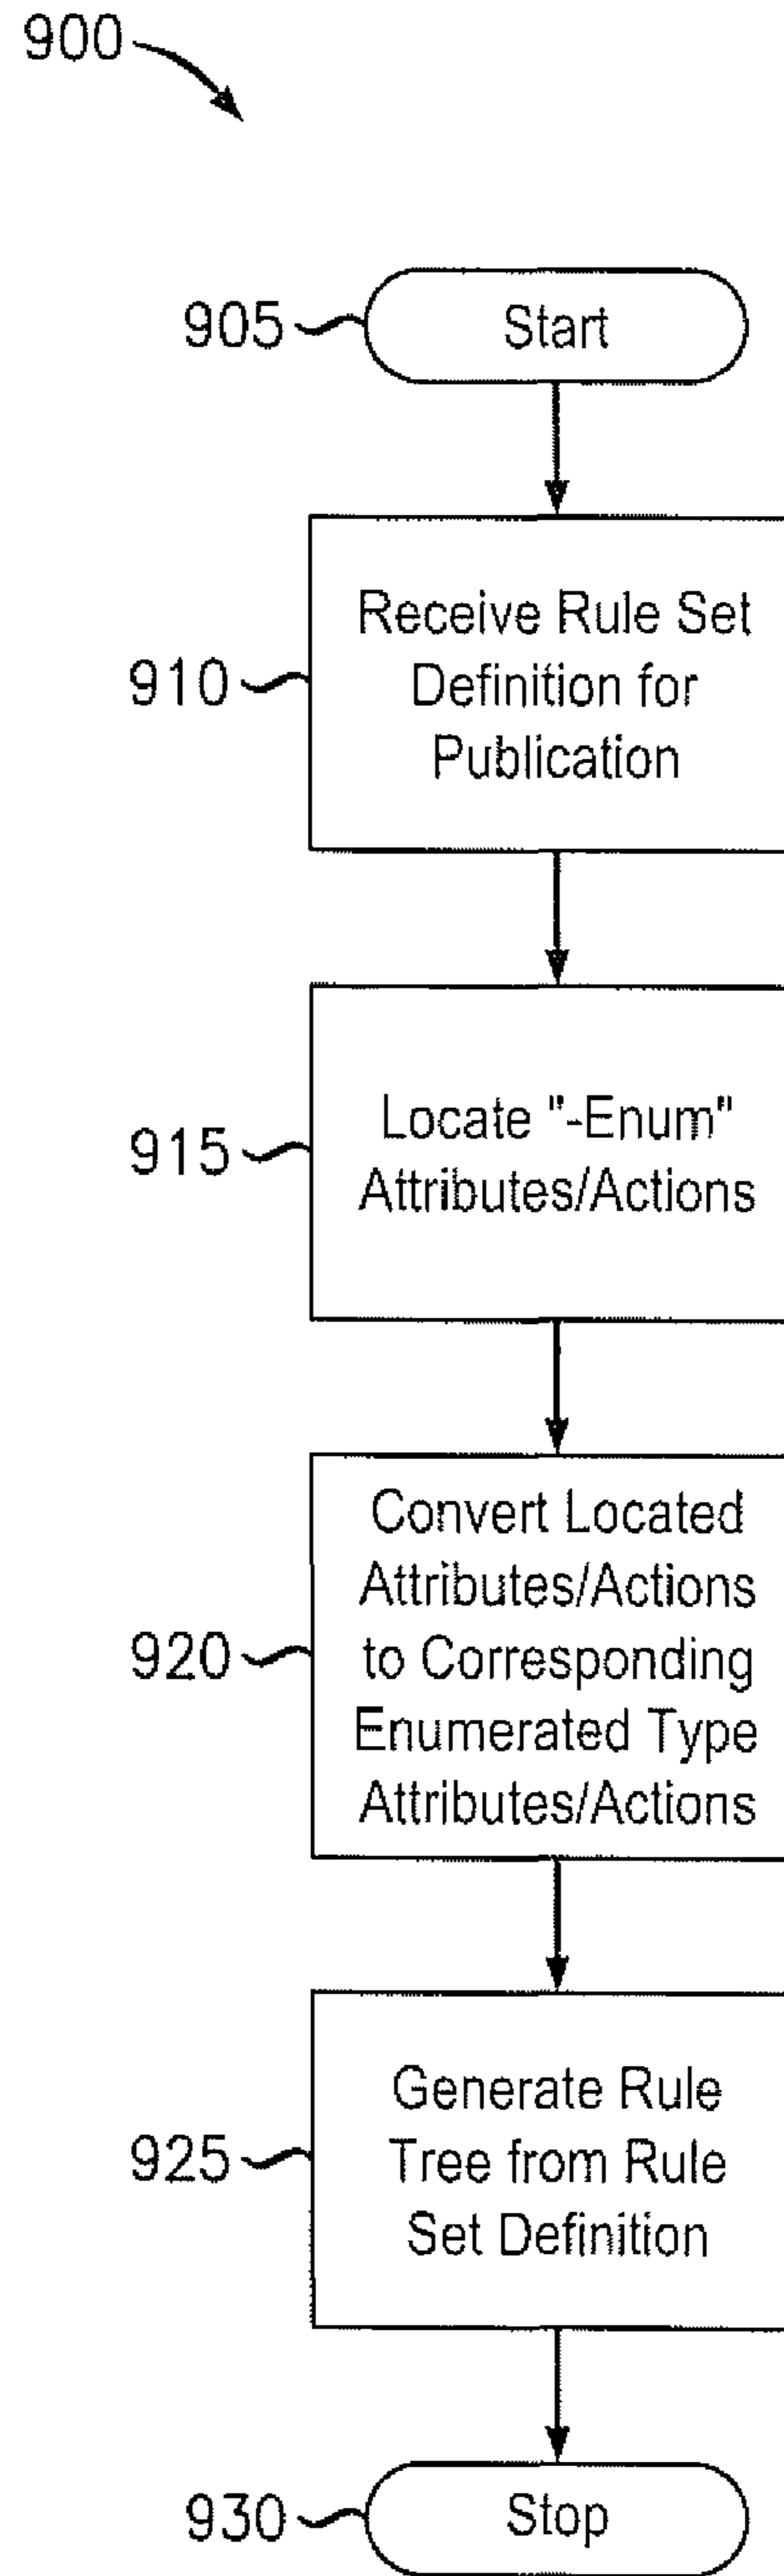 900
905
Start
910
Receive Rule Set
Definition for
Publication
915
Locate "-Enum"
Attributes/Actions
920
Convert Located
Attributes/Actions
to Corresponding
Enumerated Type
Attributes/Actions
925
Generate Rule
Tree from Rule
Set Definition
930
Stop